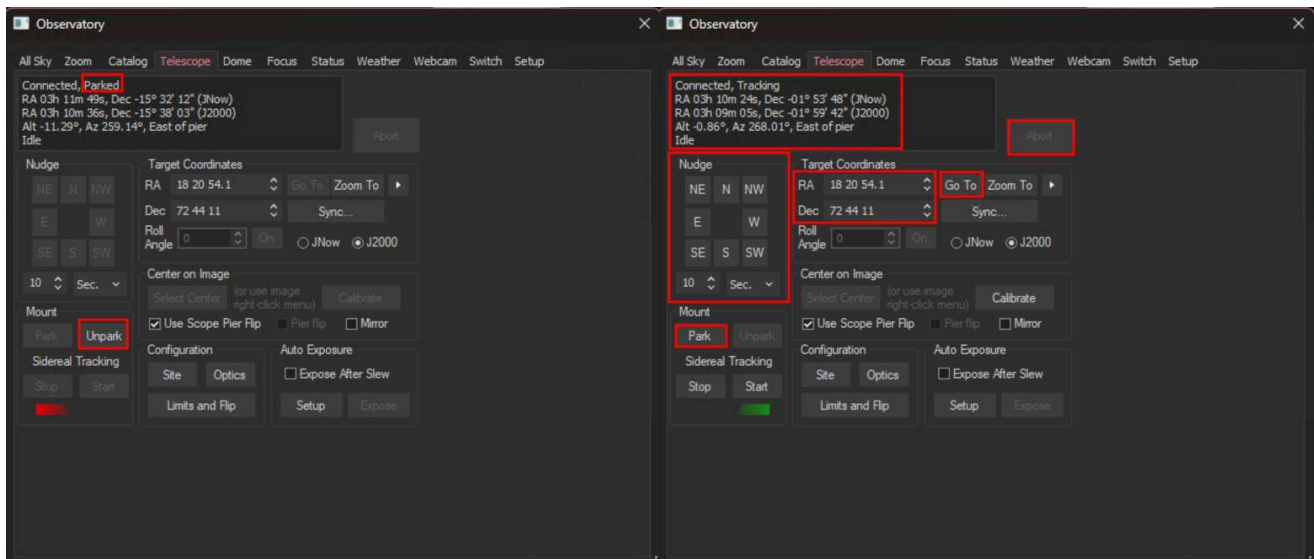 Observatory
All Sky Zoom Catalog Telescope Dome Focus Status Weather Webcam Switch Setup
Connected, Parked
RA 03h 11m 49s, Dec -15° 32' 12" (JNow)
RA 03h 10m 36s, Dec -15° 38' 03" (J2000)
Alt -11.29°, Az 259.14°, East of pier
Idle
Abort
Nudge
NE N NW
E W
SE S SW
10 Sec.
Target Coordinates
RA 18 20 54.1 Go To Zoom To
Dec 72 44 11 Sync...
Roll Angle 0 On JNow J2000
Center on Image
Select Center (or use image right-click menu) Calibrate
Use Scope Pier Flip Pier flip Mirror
Mount
Park Unpark
Sidereal Tracking
Stop Start
Configuration
Site Optics
Limits and Flip
Auto Exposure
Expose After Slew
Setup Expose
Observatory
All Sky Zoom Catalog Telescope Dome Focus Status Weather Webcam Switch Setup
Connected, Tracking
RA 03h 10m 24s, Dec -01° 53' 48" (JNow)
RA 03h 09m 05s, Dec -01° 59' 42" (J2000)
Alt -0.86°, Az 268.01°, East of pier
Idle
Abort
Nudge
NE N NW
E W
SE S SW
10 Sec.
Target Coordinates
RA 18 20 54.1 Go To Zoom To
Dec 72 44 11 Sync...
Roll Angle 0 On JNow J2000
Center on Image
Select Center (or use image right-click menu) Calibrate
Use Scope Pier Flip Pier flip Mirror
Mount
Park Unpark
Sidereal Tracking
Stop Start
Configuration
Site Optics
Limits and Flip
Auto Exposure
Expose After Slew
Setup Expose